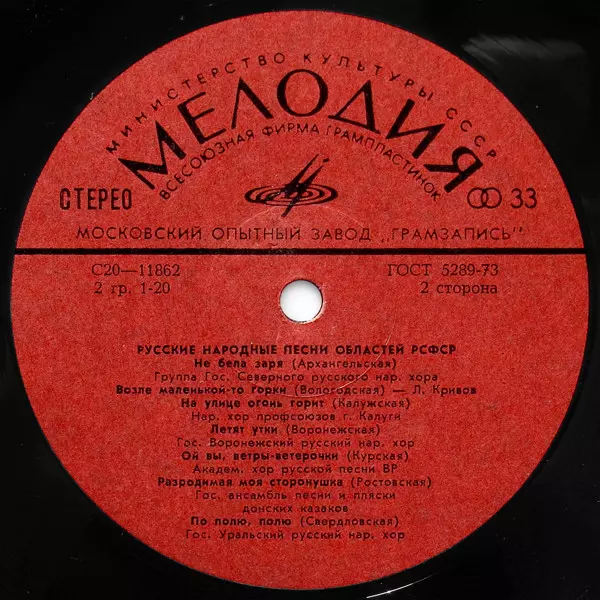 МИНИСТЕРСТВО КУЛЬТУРЫ СССР
МЕЛОДИЯ
ВСЕСОЮЗНАЯ ФИРМА ГРАМПЛАСТИНОК
СТЕРЕО
33
МОСКОВСКИЙ ОПЫТНЫЙ ЗАВОД „ГРАМЗАПИСЬ"
С20—11862
ГОСТ 5289-73
2 гр. 1-20
2 сторона
РУССКИЕ НАРОДНЫЕ ПЕСНИ ОБЛАСТЕЙ РСФСР
Не бела заря (Архангельская)
Группа Гос. Северного русского нар. хора
Возле маленькой-то горки (Вологодская) — Л. Кривов
На улице огонь горит (Калужская)
Нар. хор профсоюзов г. Калуги
Летят утки (Воронежская)
Гос. Воронежский русский нар. хор
Ой вы, ветры-ветерочки (Курская)
Академ. хор русской песни ВР
Разродимая моя сторонушка (Ростовская)
Гос. ансамбль песни и пляски
донских казаков
По полю, полю (Свердловская)
Гос. Уральский русский нар. хор